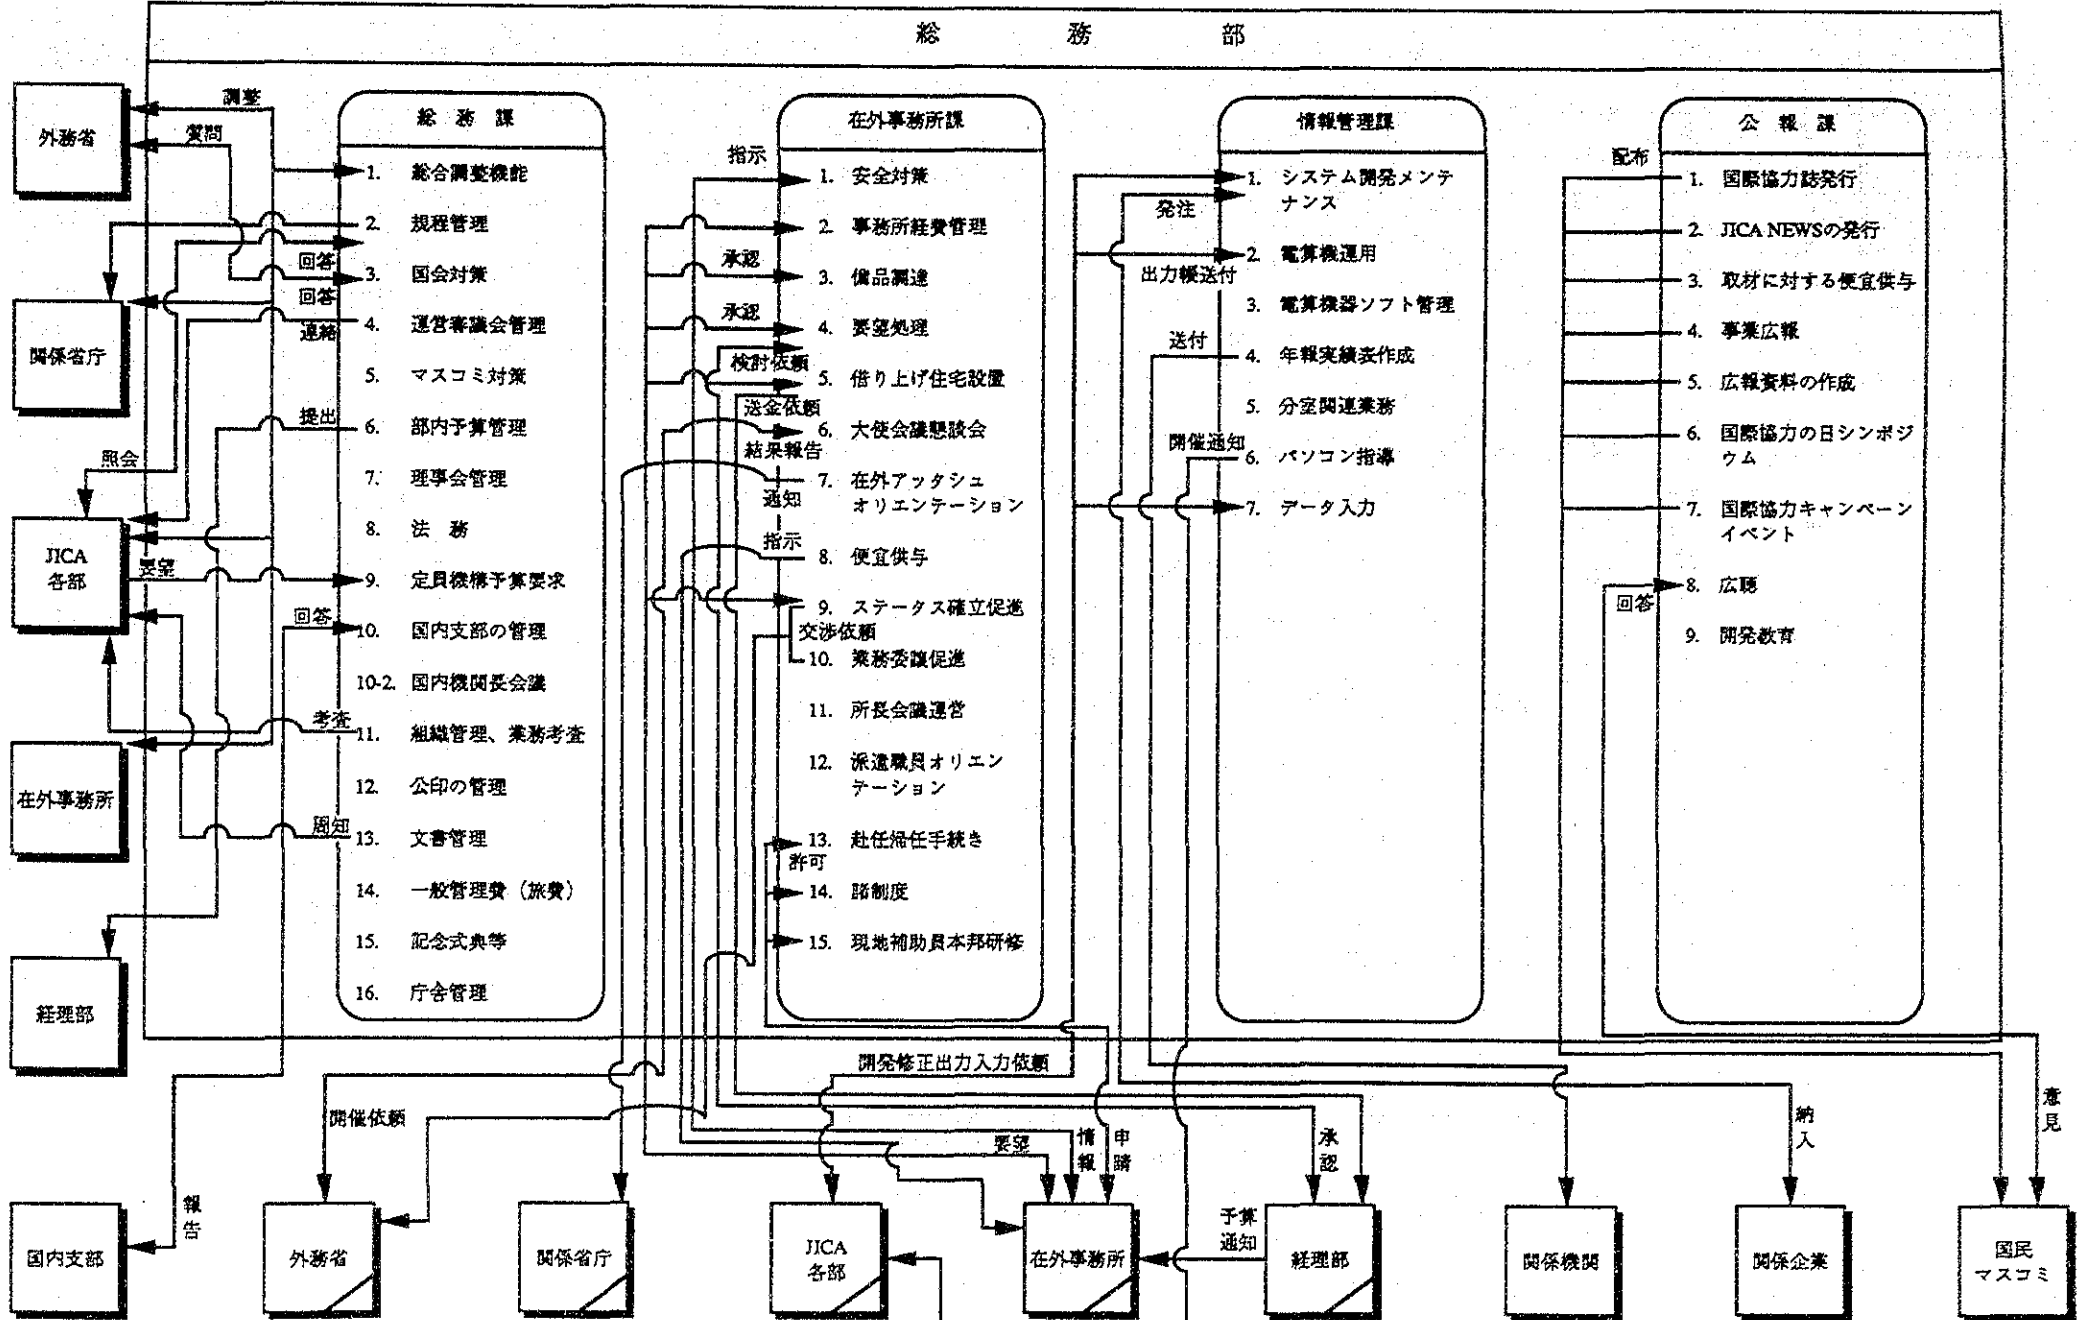 総務部
外務省
関係省庁
JICA
各部
在外事務所
経理部
調整
質問
回答
回答
連絡
提出
照会
要望
回答
考査
周知
総務課
1. 総合調整機能
2. 規程管理
3. 国会対策
4. 運営審議会管理
5. マスコミ対策
6. 部内予算管理
7. 理事会管理
8. 法務
9. 定員機構予算要求
10. 国内支部の管理
10-2. 国内機関長会議
11. 組織管理、業務考査
12. 公印の管理
13. 文書管理
14. 一般管理費(旅費)
15. 記念式典等
16. 庁舎管理
指示
承認
承認
検討依頼
送金依頼
結果報告
通知
指示
交渉依頼
許可
在外事務所課
1. 安全対策
2. 事務所経費管理
3. 備品調達
4. 要望処理
5. 借り上げ住宅設置
6. 大使会議懇談会
7. 在外アッタシュ
オリエンテーション
8. 便宜供与
9. ステータス確立促進
10. 業務委譲促進
11. 所長会議運営
12. 派遣職員オリエン
テーション
13. 赴任帰任手続き
14. 諸制度
15. 現地補助員本邦研修
発注
出力帳送付
送付
開催通知
情報管理課
1. システム開発メンテ
ナンス
2. 電算機運用
3. 電算機器ソフト管理
4. 年報実績表作成
5. 分室関連業務
6. パソコン指導
7. データ入力
配布
回答
公報課
1. 国際協力誌発行
2. JICA NEWSの発行
3. 取材に対する便宜供与
4. 事業広報
5. 広報資料の作成
6. 国際協力の日シンポジ
ウム
7. 国際協力キャンペーン
イベント
8. 広聴
9. 開発教育
開発修正出力入力依頼
開催依頼
要望
情報
申請
承認
納入
意見
報告
予算
通知
国内支部
外務省
関係省庁
JICA
各部
在外事務所
経理部
関係機関
関係企業
国民
マスコミ